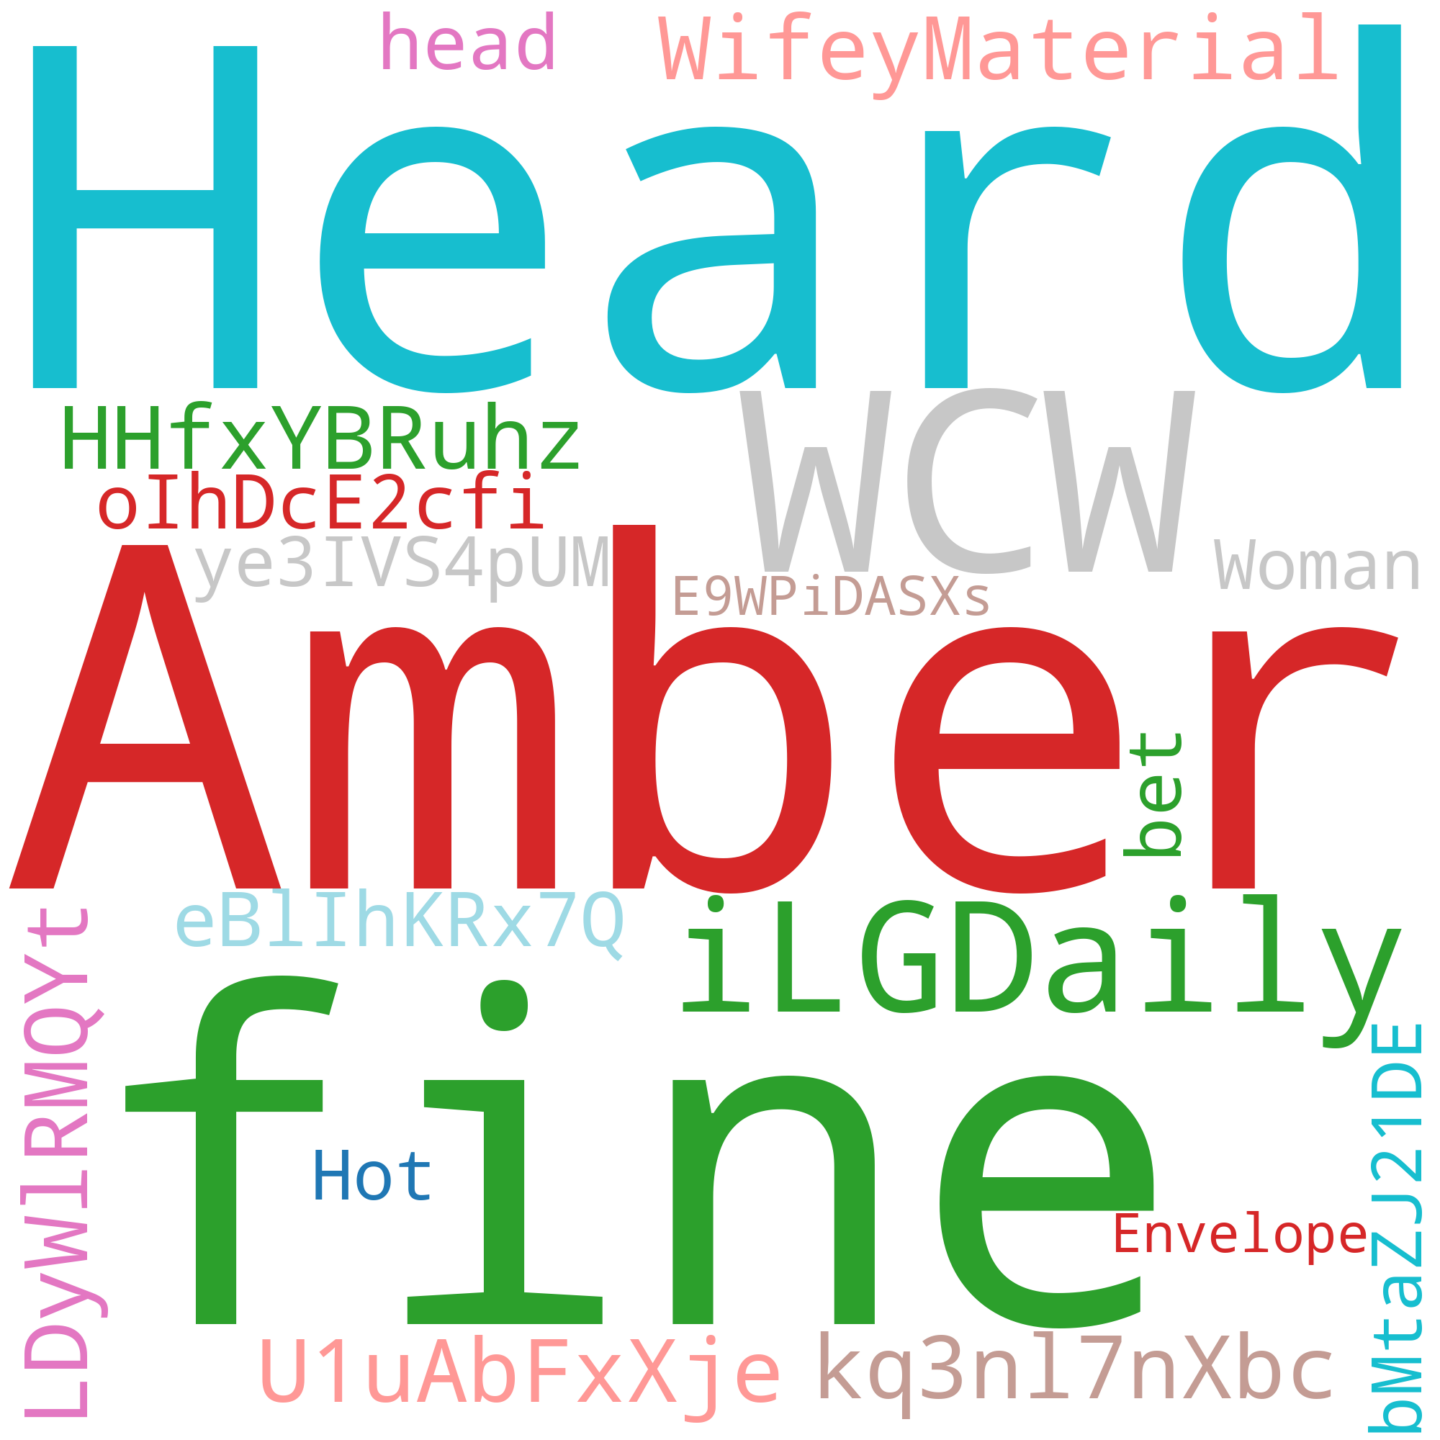 head
WifeyMaterial
Heard
HHfxYBRuhz
WCW
oIhDcE2cfi
ye3IVS4pUM
Woman
E9WPiDASXs
Amber
bet
eBlIhKRx7Q
iLGDaily
LDyWlRMQYt
fine
Hot
Envelope
bMtaZJ21DE
U1uAbFxXje
kq3nl7nXbc